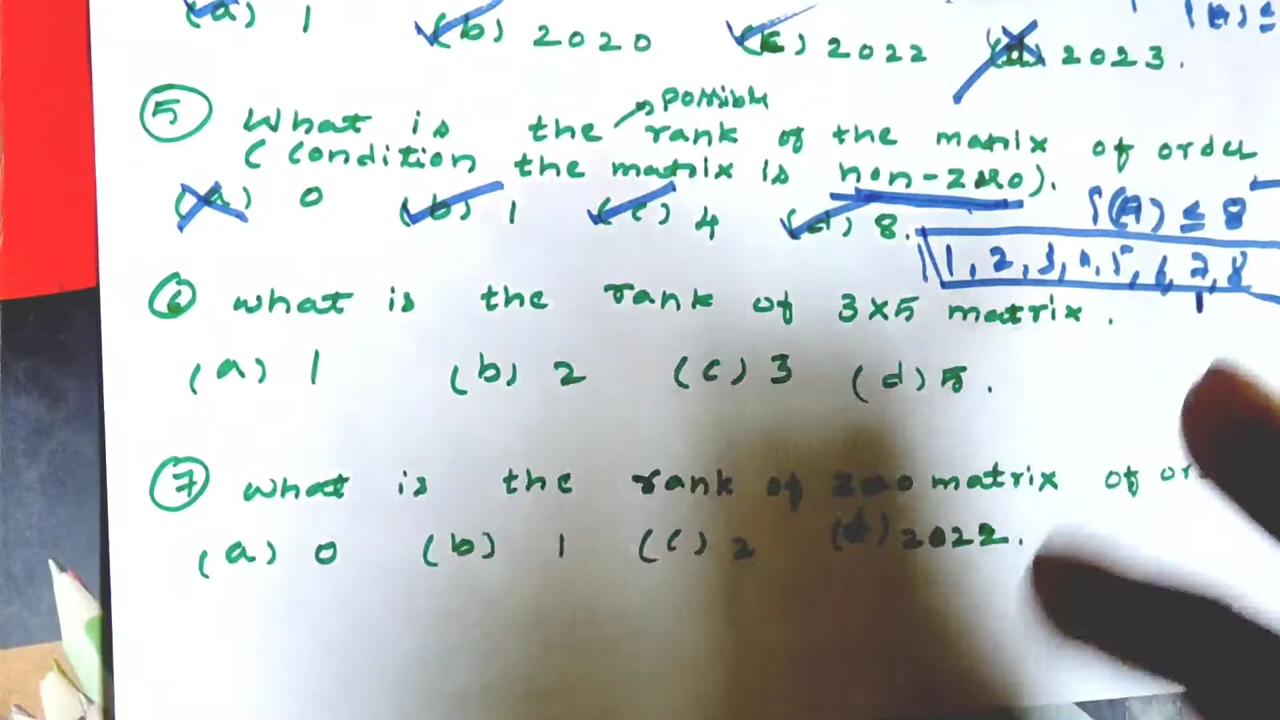 (a) 1 (b) 2020 (c) 2022 (d) 2023.
possible
⑤ What is the rank of the matrix of order
(Condition the matrix is non-zero).
(a) 0 (b) 1 (c) 4 (d) 8.
ρ(A) ≤ 8
1, 2, 3, 4, 5, 6, 7, 8
⑥ what is the rank of 3x5 matrix.
(a) 1 (b) 2 (c) 3 (d) 5.
⑦ what is the rank of zero matrix of
(a) 0 (b) 1 (c) 2 (d) 2022.